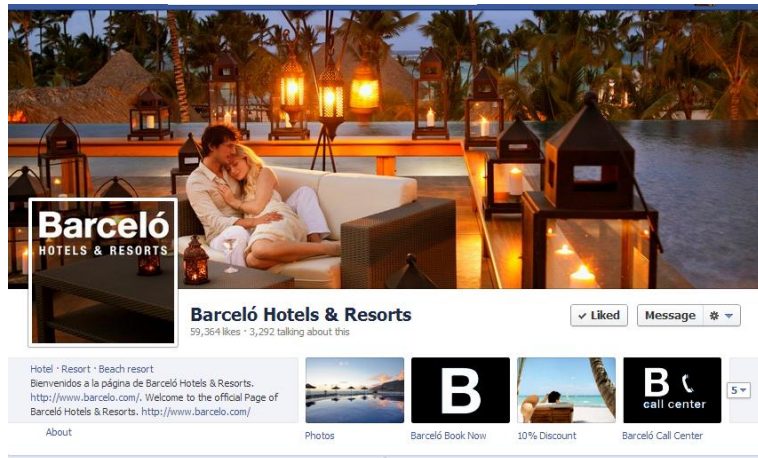 Barceló
HOTELS & RESORTS
Barceló Hotels & Resorts
59,364 likes · 3,292 talking about this
Liked
Message
Hotel · Resort · Beach resort
Bienvenidos a la página de Barceló Hotels & Resorts.
http://www.barcelo.com/. Welcome to the official Page of
Barceló Hotels & Resorts. http://www.barcelo.com/
About
Photos
B
Barceló Book Now
10% Discount
B
call center
Barceló Call Center
5